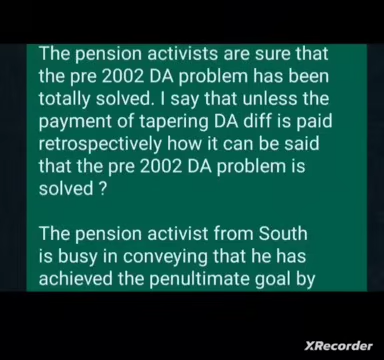 The pension activists are sure that
the pre 2002 DA problem has been
totally solved. I say that unless the
payment of tapering DA diff is paid
retrospectively how it can be said
that the pre 2002 DA problem is
solved ?
The pension activist from South
is busy in conveying that he has
achieved the penultimate goal by
XRecorder